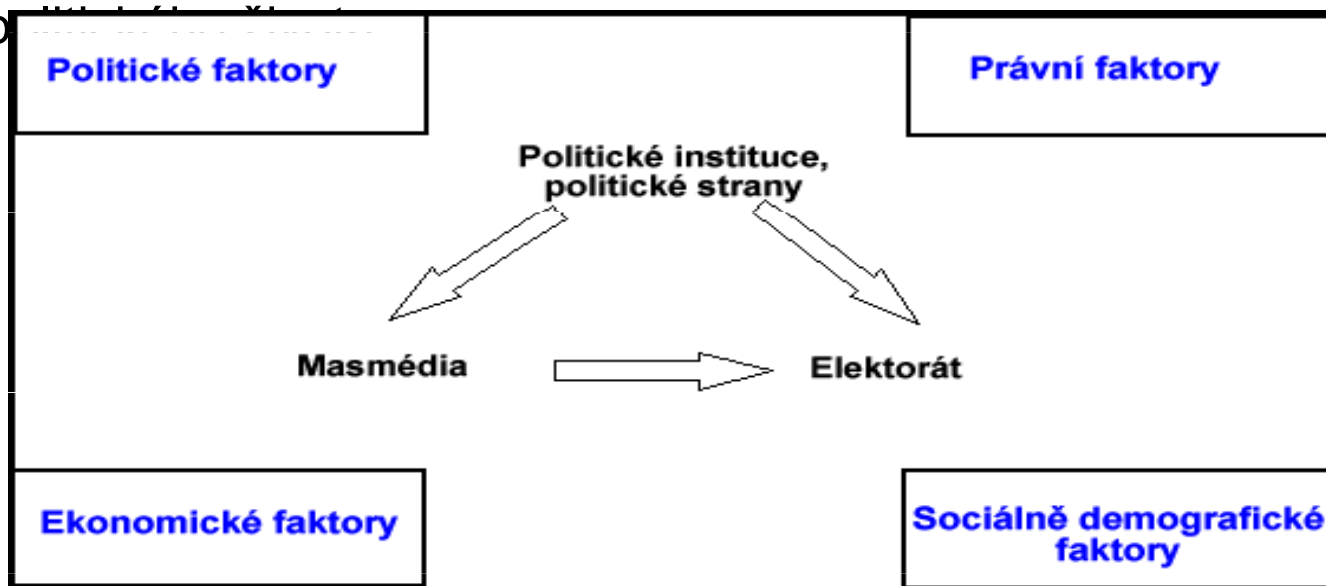 Politické faktory
Právní faktory
Politické instituce,
politické strany
Masmédia
Elektorát
Ekonomické faktory
Sociálně demografické
faktory